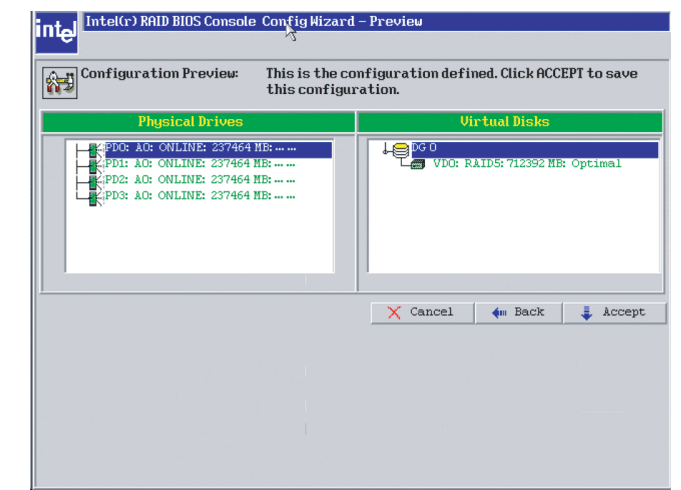 intel
Intel(r) RAID BIOS Console Config Wizard – Preview
Configuration Preview: This is the configuration defined. Click ACCEPT to save
this configuration.
Physical Drives
PD0: A0: ONLINE: 237464 MB: --- ---
PD1: A0: ONLINE: 237464 MB: --- ---
PD2: A0: ONLINE: 237464 MB: --- ---
PD3: A0: ONLINE: 237464 MB: --- ---
Virtual Disks
DG 0
VD0: RAID5: 712392 MB: Optimal
Cancel
Back
Accept